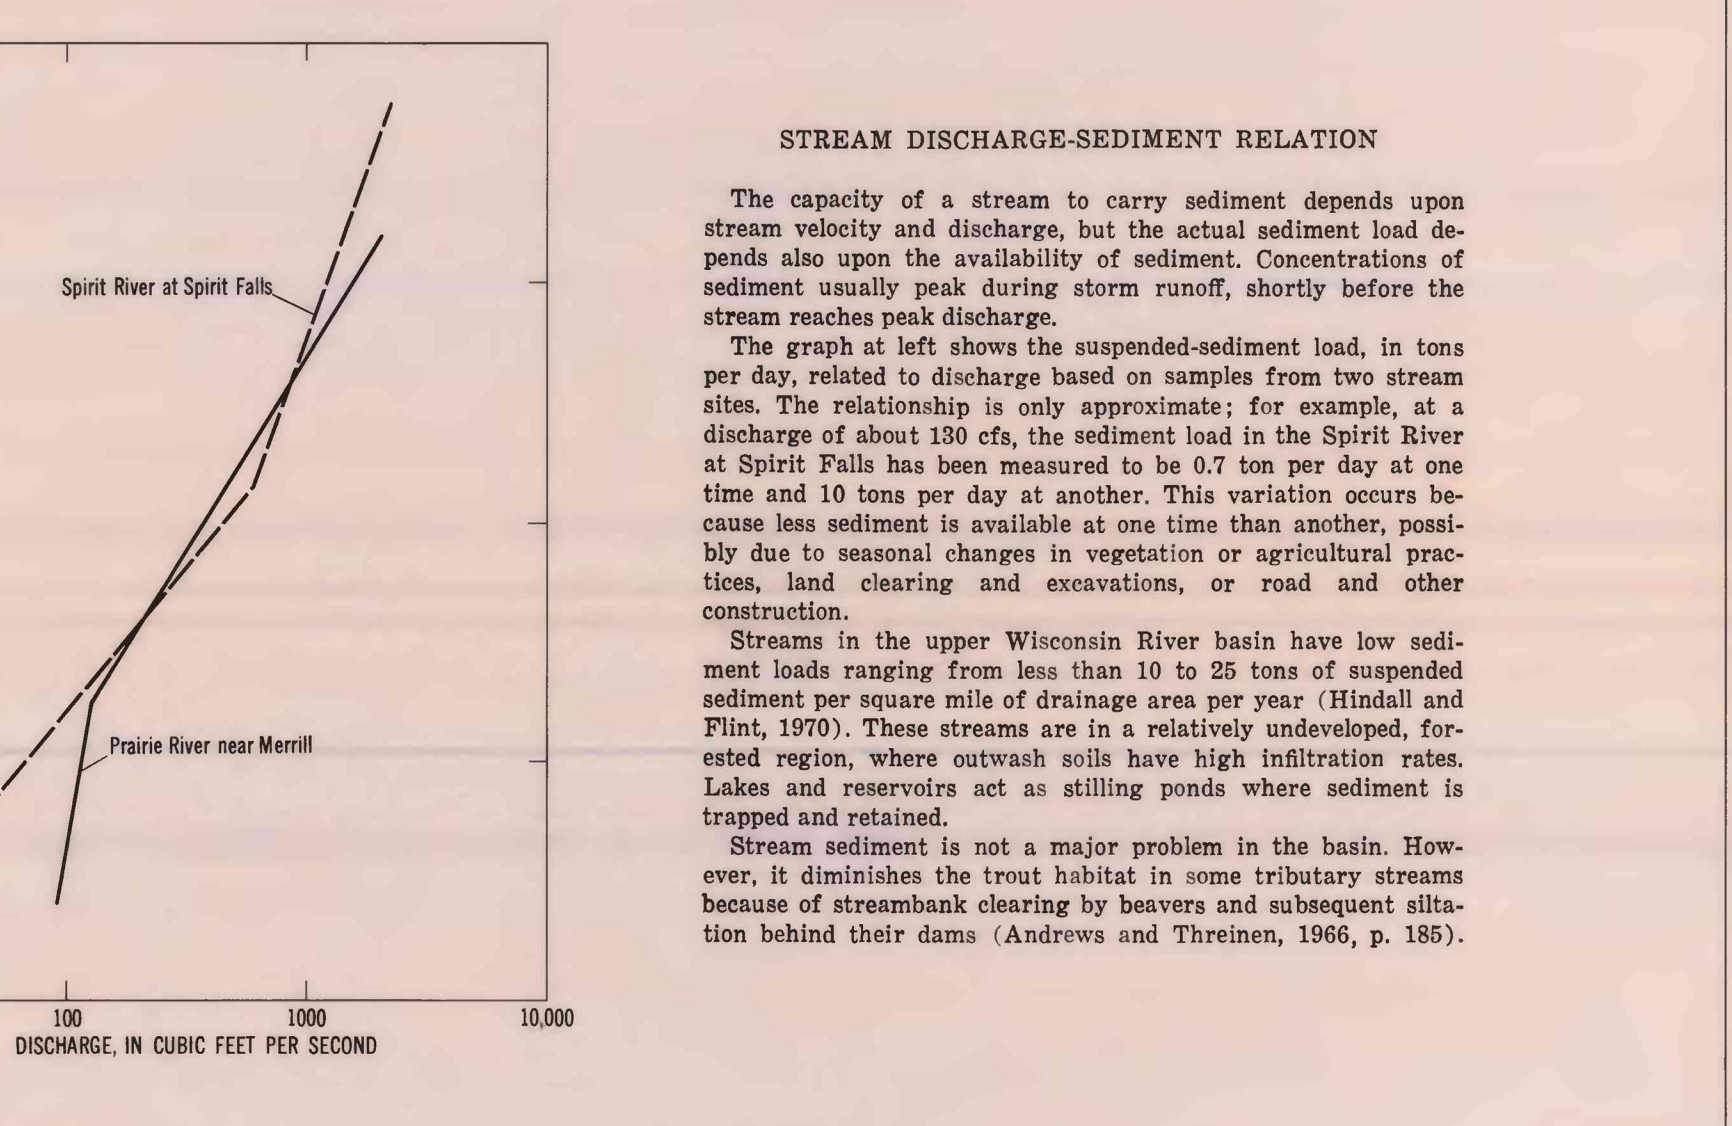 Spirit River at Spirit Falls
Prairie River near Merrill
100
1000
10,000
DISCHARGE, IN CUBIC FEET PER SECOND
STREAM DISCHARGE-SEDIMENT RELATION
The capacity of a stream to carry sediment depends upon
stream velocity and discharge, but the actual sediment load de-
pends also upon the availability of sediment. Concentrations of
sediment usually peak during storm runoff, shortly before the
stream reaches peak discharge.
The graph at left shows the suspended-sediment load, in tons
per day, related to discharge based on samples from two stream
sites. The relationship is only approximate; for example, at a
discharge of about 130 cfs, the sediment load in the Spirit River
at Spirit Falls has been measured to be 0.7 ton per day at one
time and 10 tons per day at another. This variation occurs be-
cause less sediment is available at one time than another, possi-
bly due to seasonal changes in vegetation or agricultural prac-
tices, land clearing and excavations, or road and other
construction.
Streams in the upper Wisconsin River basin have low sedi-
ment loads ranging from less than 10 to 25 tons of suspended
sediment per square mile of drainage area per year (Hindall and
Flint, 1970). These streams are in a relatively undeveloped, for-
ested region, where outwash soils have high infiltration rates.
Lakes and reservoirs act as stilling ponds where sediment is
trapped and retained.
Stream sediment is not a major problem in the basin. How-
ever, it diminishes the trout habitat in some tributary streams
because of streambank clearing by beavers and subsequent silta-
tion behind their dams (Andrews and Threinen, 1966, p. 185).